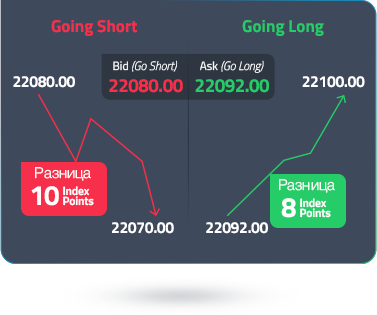 Going Short
Going Long
Bid (Go Short)
Ask (Go Long)
22080.00
22092.00
22080.00
22100.00
Разница
10 Index Points
Разница
8 Index Points
22070.00
22092.00